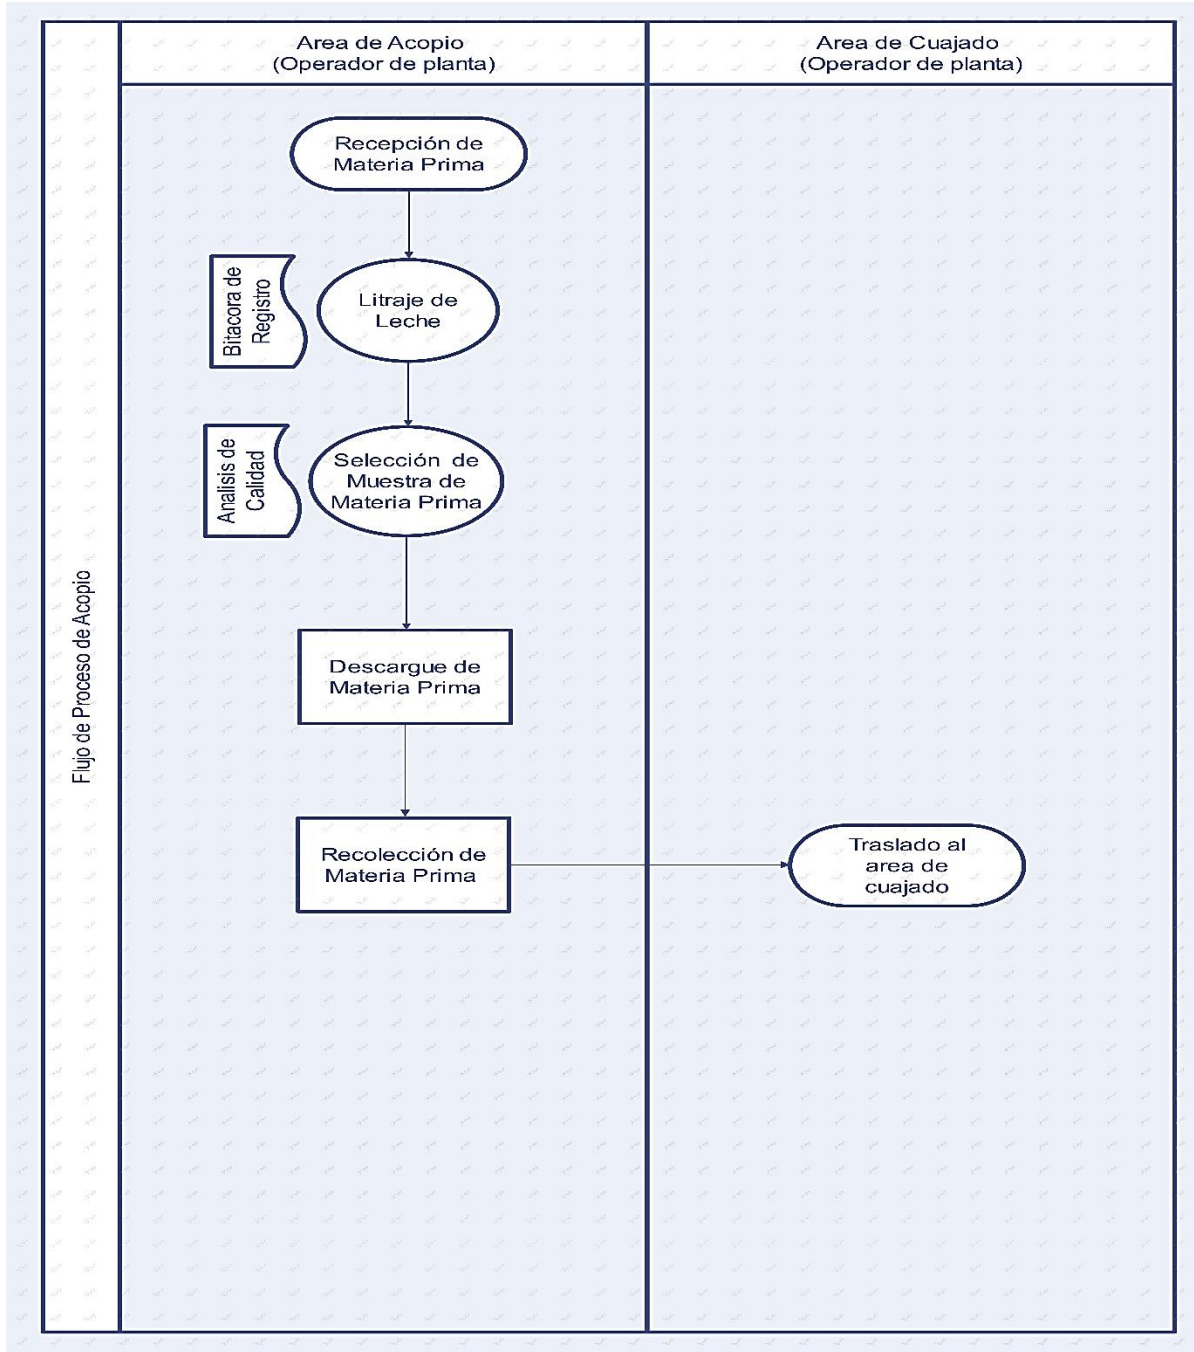 Area de Acopio
(Operador de planta)
Area de Cuajado
(Operador de planta)
Flujo de Proceso de Acopio
Recepción de
Materia Prima
Bitacora de
Registro
Litraje de
Leche
Analisis de
Calidad
Selección de
Muestra de
Materia Prima
Descargue de
Materia Prima
Recolección de
Materia Prima
Traslado al
area de
cuajado